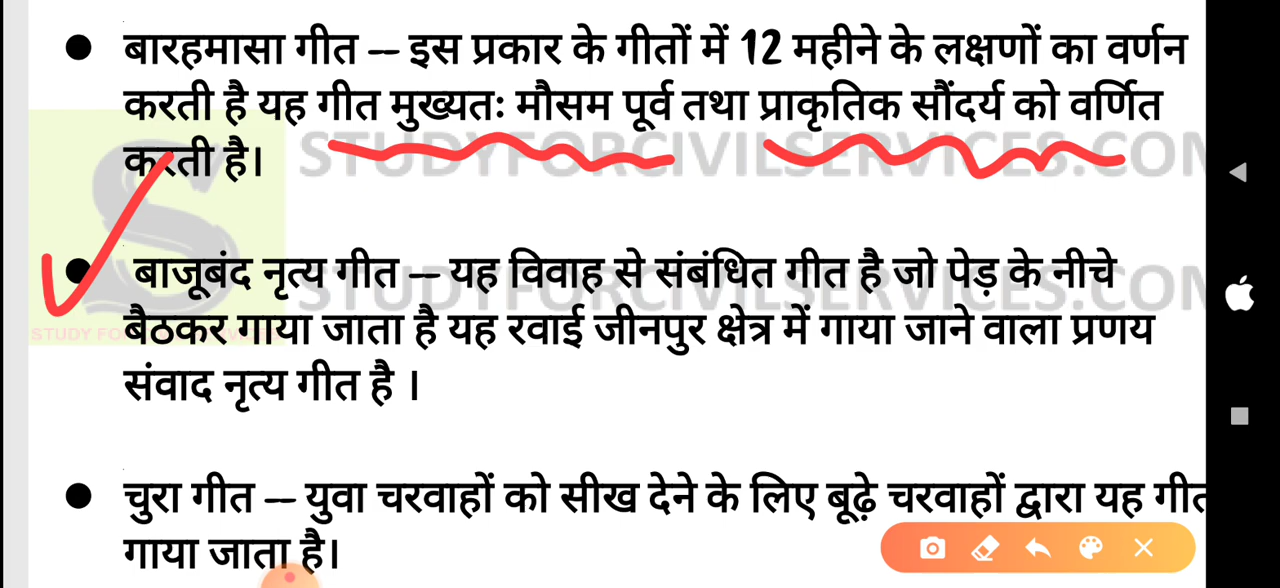 बारहमासा गीत – इस प्रकार के गीतों में 12 महीने के लक्षणों का वर्णन
करती है यह गीत मुख्यतः मौसम पूर्व तथा प्राकृतिक सौंदर्य को वर्णित
करती है।
STUDYFORCIVILSERVICES.COM
बाजूबंद नृत्य गीत – यह विवाह से संबंधित गीत है जो पेड़ के नीचे
STUDYFORCIVILSERVICES.COM
बैठकर गाया जाता है यह रवाई जीनपुर क्षेत्र में गाया जाने वाला प्रणय
संवाद नृत्य गीत है ।
चुरा गीत – युवा चरवाहों को सीख देने के लिए बूढ़े चरवाहों द्वारा यह गीत
गाया जाता है।